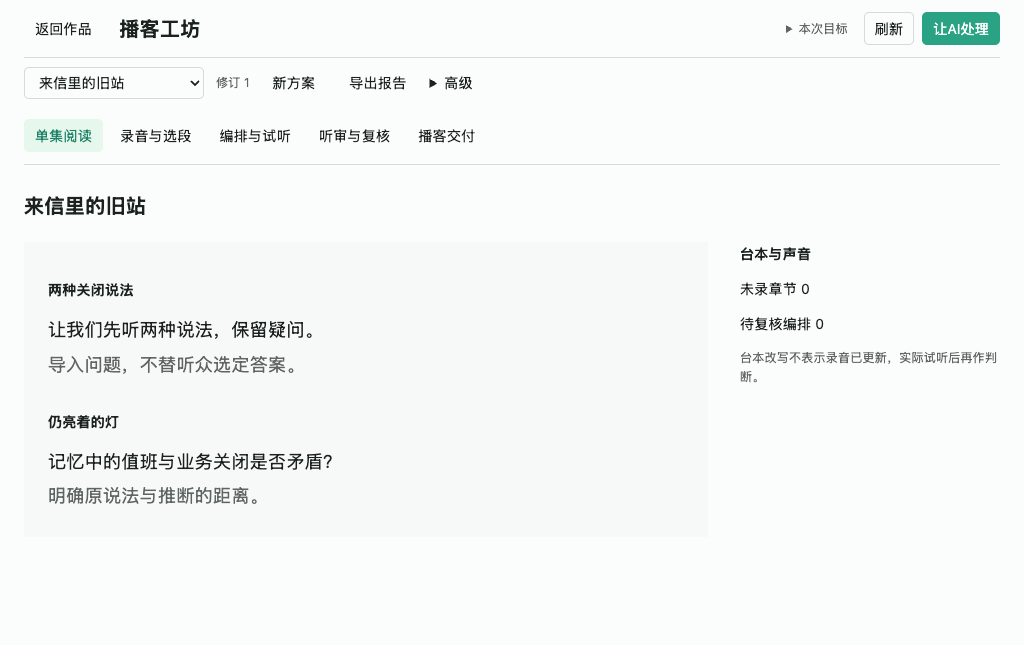 返回作品
播客工坊
本次目标
刷新
让AI处理
来信里的旧站
修订 1
新方案
导出报告
高级
单集阅读
录音与选段
编排与试听
听审与复核
播客交付
来信里的旧站
两种关闭说法
让我们先听两种说法，保留疑问。
导入问题，不替听众选定答案。
仍亮着的灯
记忆中的值班与业务关闭是否矛盾?
明确原说法与推断的距离。
台本与声音
未录章节 0
待复核编排 0
台本改写不表示录音已更新，实际试听后再作判
断。